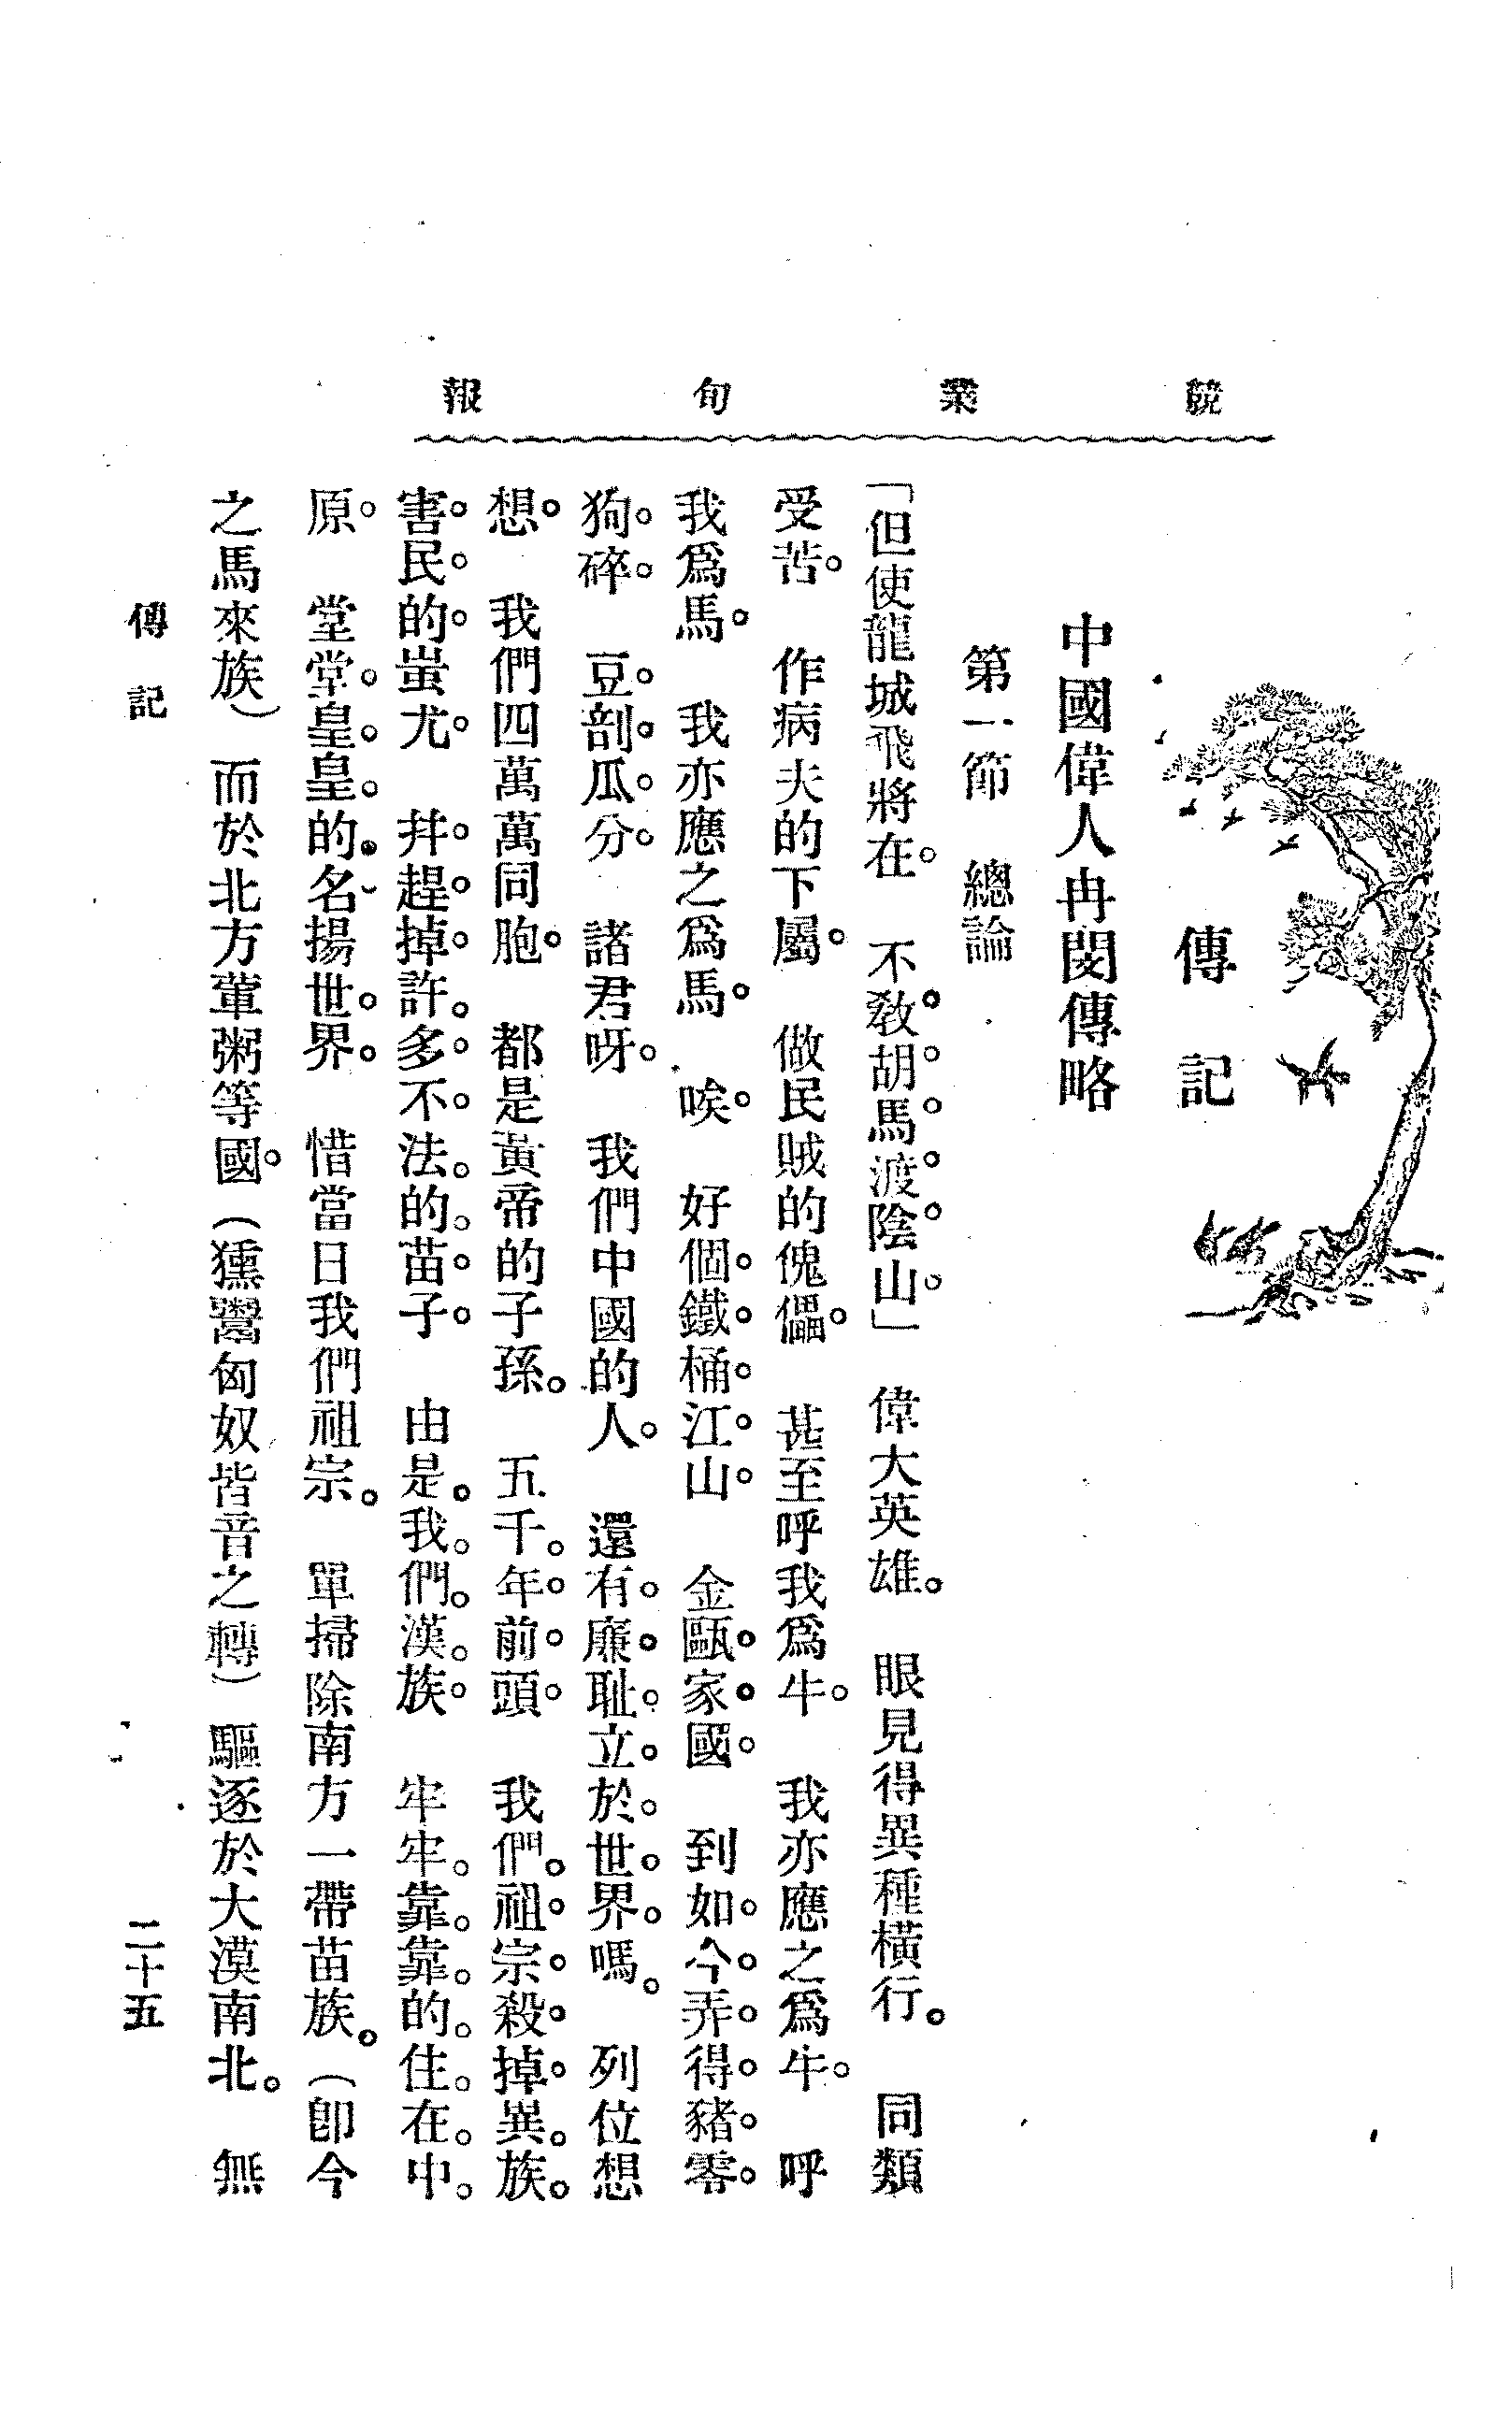 競業旬報
傳記
中國偉人冉閔傳略
第一節　總論
「但使龍城飛將在。　不敎胡馬渡陰山」　偉大英雄。　眼見得異種橫行。　同類
受苦。　作病夫的下屬。　做民賊的傀儡。　甚至呼我爲牛。　我亦應之爲牛。　呼
我爲馬。　我亦應之爲馬。　唉。　好個鐵桶江山。　金甌家國。　到如今弄得豬零
狗碎。　豆剖瓜分。　諸君呀。　我們中國的人。　還有廉耻立於世界嗎。　列位想
想。　我們四萬萬同胞。　都是黃帝的子孫。　五千年前頭。　我們祖宗殺掉異族。
害民的蚩尤。　幷趕掉許多不法的苗子。　由是我們漢族。　牢牢靠靠的住在中
原。　堂堂皇皇的名揚世界。　惜當日我們祖宗。　單掃除南方一帶苗族。（卽今
之馬來族）　而於北方葷粥等國。（獯鬻匈奴皆音之轉）　驅逐於大漠南北。　無
傳記　二十五